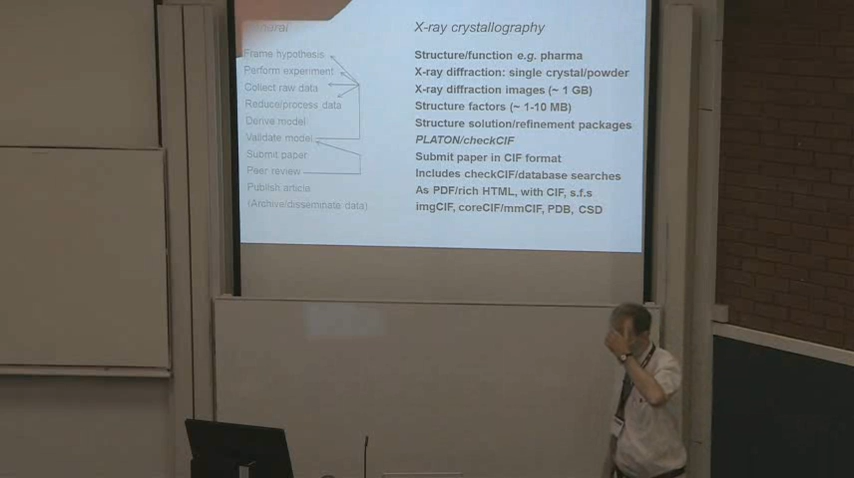 General
Frame hypothesis
Perform experiment
Collect raw data
Reduce/process data
Derive model
Validate model
Submit paper
Peer review
Publish article
(Archive/disseminate data)
X-ray crystallography
Structure/function e.g. pharma
X-ray diffraction: single crystal/powder
X-ray diffraction images (~ 1 GB)
Structure factors (~ 1-10 MB)
Structure solution/refinement packages
PLATON/checkCIF
Submit paper in CIF format
Includes checkCIF/database searches
As PDF/rich HTML, with CIF, s.f.s
imgCIF, coreCIF/mmCIF, PDB, CSD